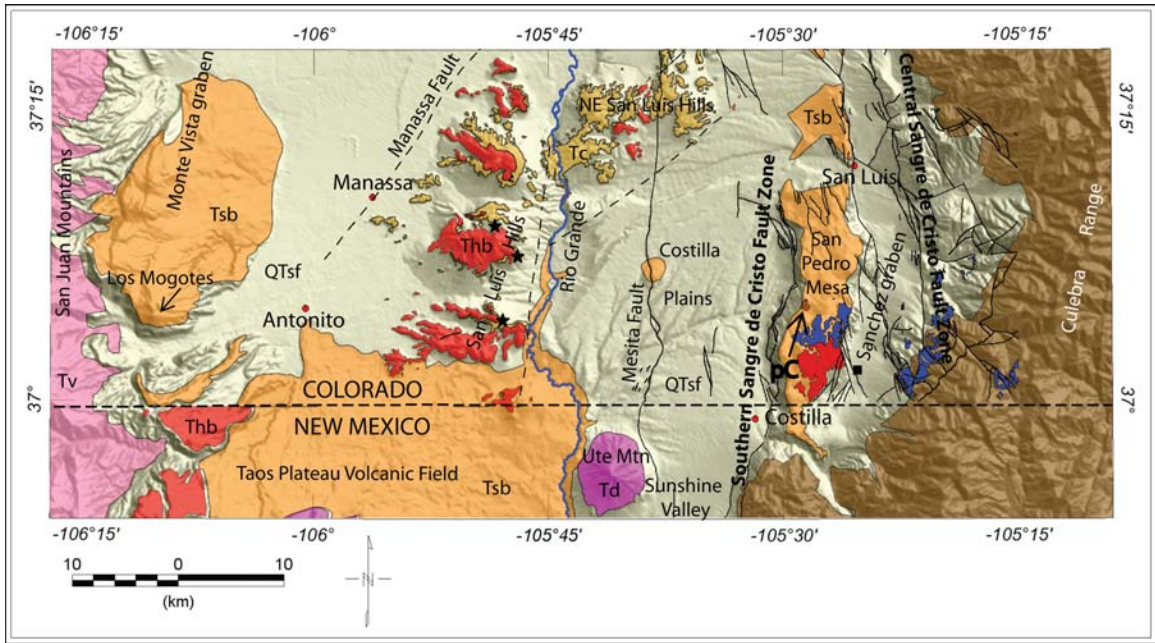 -106°15'
-106°
-105°45'
-105°30'
-105°15'
37°15'
37°15'
37°
37°
San Juan Mountains
Tv
Monte Vista graben
Tsb
Los Mogotes
QTsf
Manassa Fault
Manassa
Antonito
Thb
San Luis Hills
NE San Luis Hills
Tc
Rio Grande
Mesita Fault
Costilla
Plains
QTsf
Southern Sangre de Cristo Fault Zone
Tsb
San Luis
San
Pedro
Mesa
pC
Sanchez graben
Central Sangre de Cristo Fault Zone
Culebra Range
COLORADO
NEW MEXICO
Costilla
Thb
Taos Plateau Volcanic Field
Tsb
Ute Mtn
Td
Sunshine
Valley
-106°15'
-106°
-105°45'
-105°30'
-105°15'
10 0 10
(km)
N